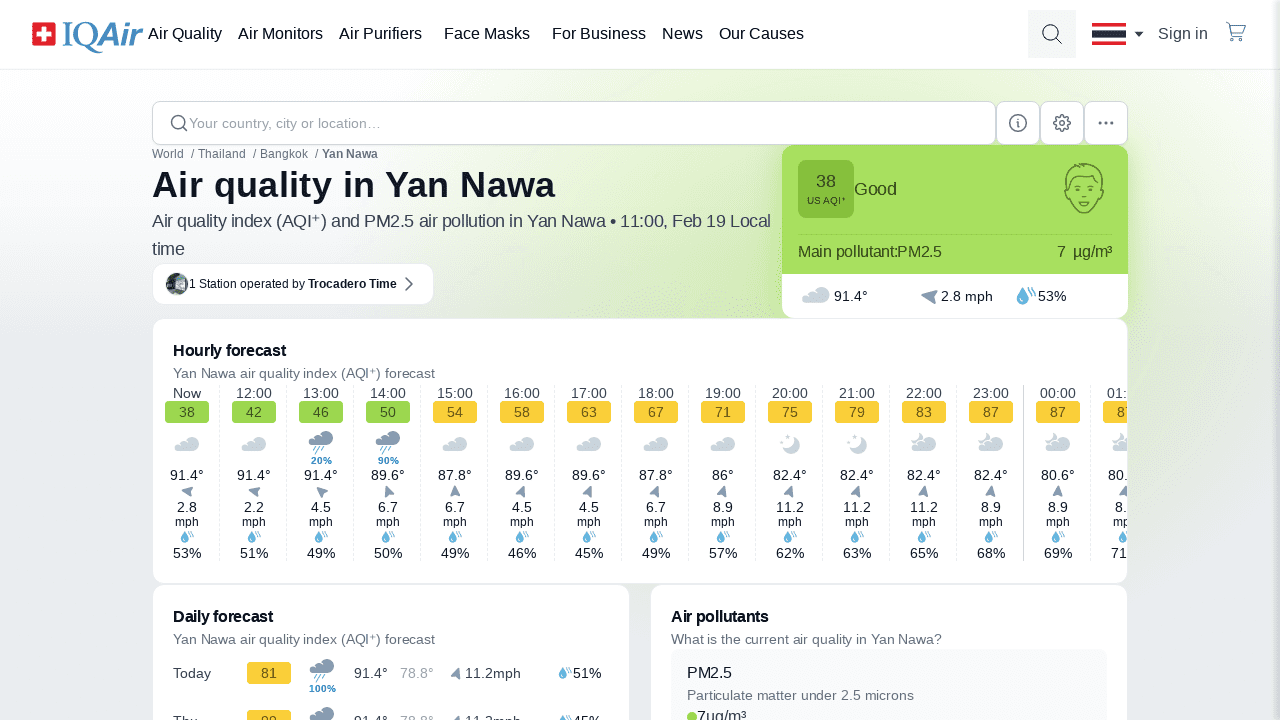 IQAir Air Quality Air Monitors Air Purifiers Face Masks For Business News Our Causes Sign in
Your country, city or location…
World / Thailand / Bangkok / Yan Nawa
Air quality in Yan Nawa
Air quality index (AQI⁺) and PM2.5 air pollution in Yan Nawa • 11:00, Feb 19 Local
time
1 Station operated by Trocadero Time
38
US AQI⁺
Good
Main pollutant:PM2.5 7 µg/m³
91.4° 2.8 mph 53%
Hourly forecast
Yan Nawa air quality index (AQI⁺) forecast
Now 12:00 13:00 14:00 15:00 16:00 17:00 18:00 19:00 20:00 21:00 22:00 23:00 00:00 01:
38 42 46 50 54 58 63 67 71 75 79 83 87 87
20% 90%
91.4° 91.4° 91.4° 89.6° 87.8° 89.6° 89.6° 87.8° 86° 82.4° 82.4° 82.4° 82.4° 80.6° 80.
2.8 2.2 4.5 6.7 6.7 4.5 4.5 6.7 8.9 11.2 11.2 11.2 8.9 8.9 8.
mph mph mph mph mph mph mph mph mph mph mph mph mph mph
53% 51% 49% 50% 49% 46% 45% 49% 57% 62% 63% 65% 68% 69% 71
Daily forecast
Yan Nawa air quality index (AQI⁺) forecast
Today 81 100% 91.4° 78.8° 11.2mph 51%
Air pollutants
What is the current air quality in Yan Nawa?
PM2.5
Particulate matter under 2.5 microns
7µg/m³